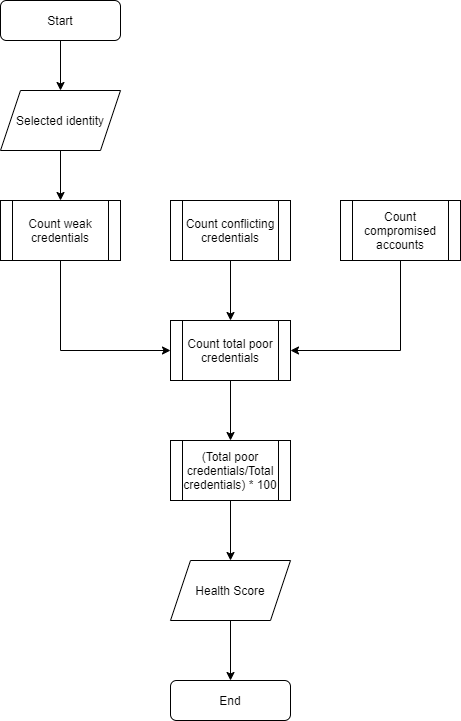 Start
Selected identity
Count weak
credentials
Count conflicting
credentials
Count
compromised
accounts
Count total poor
credentials
(Total poor
credentials/Total
credentials) * 100
Health Score
End